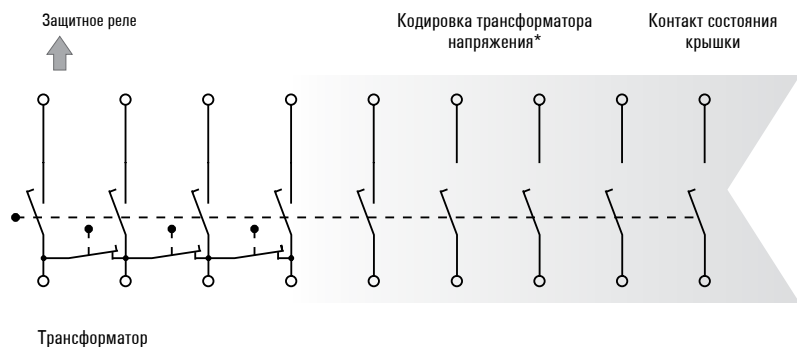 Защитное реле
Кодировка трансформатора
напряжения*
Контакт состояния
крышки
Трансформатор